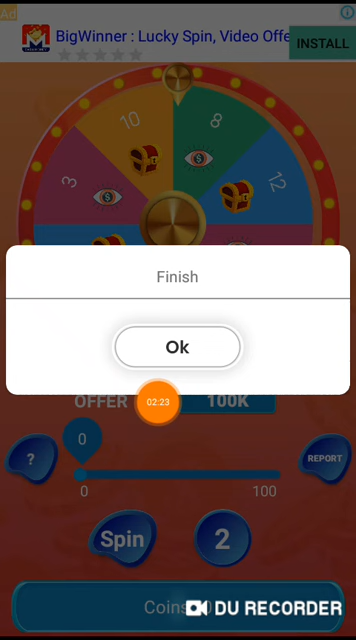 Ad
BigWinner : Lucky Spin, Video Offe
INSTALL
10
8
3
12
Finish
Ok
OFFER
02:23
100K
0
?
REPORT
0
100
Spin
2
Coins
DU RECORDER